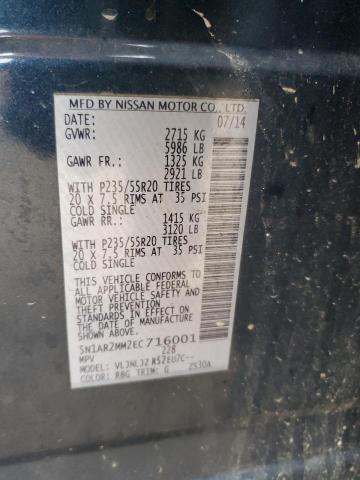 MFD BY NISSAN MOTOR CO., LTD.
07/14
GVWR: 2715 KG
5986 LB
GAWR FR.: 1325 KG
2921 LB
WITH P235/55R20 TIRES
20 X 7.5 RIMS AT 35 PSI
COLD SINGLE
GAWR RR.: 1415 KG
3120 LB
WITH P235/55R20 TIRES
20 X 7.5 RIMS AT 35 PSI
COLD SINGLE
THIS VEHICLE CONFORMS TO
ALL APPLICABLE FEDERAL
MOTOR VEHICLE SAFETY
AND THEFT PREVENTION
STANDARDS IN EFFECT ON
THE DATE OF MANUFACTURE
SHOWN ABOVE
5N1AR2MM2EC716001
MPV 228
MODEL: R52EU7C--
COLOR: RBG TRIM: G